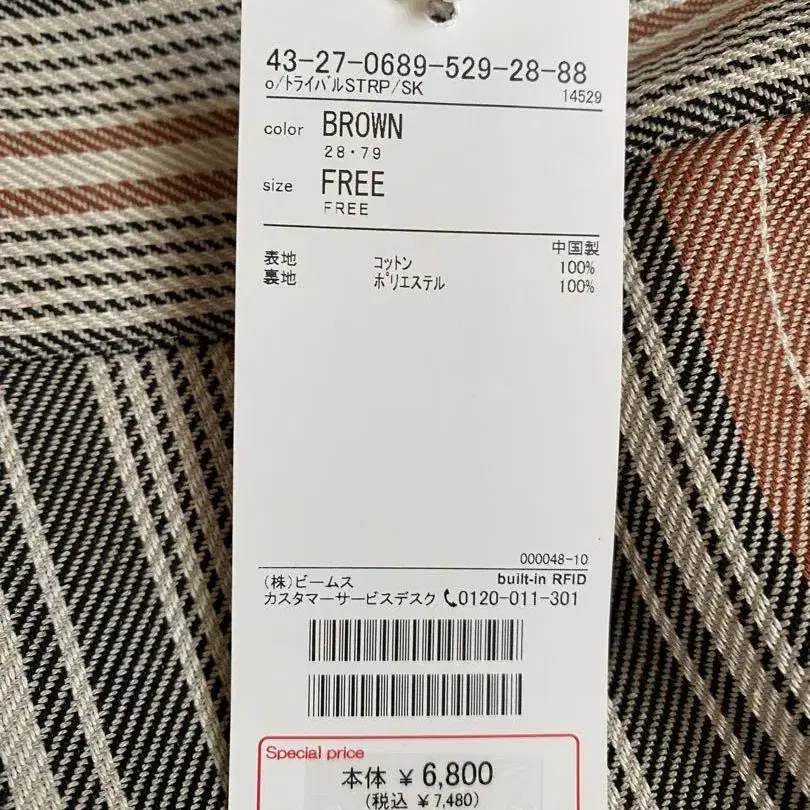 43-27-0689-529-28-88
o/トライバルSTRP/SK
14529
color BROWN
28・79
size FREE
FREE
中国製
表地 コットン 100%
裏地 ポリエステル 100%
000048-10
built-in RFID
(株)ビームス
カスタマーサービスデスク 📞0120-011-301
Special price
本体 ¥6,800
(税込 ¥7,480)